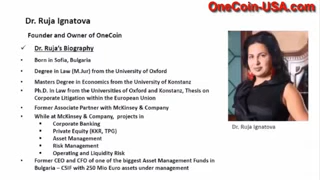 OneCoin-USA.com
Dr. Ruja Ignatova
Founder and Owner of OneCoin
✓ Dr. Ruja's Biography
• Born in Sofia, Bulgaria
• Degree in Law (M.Jur) from the University of Oxford
• Masters Degree in Economics from the University of Konstanz
• Ph.D. in Law from the Universities of Oxford and Konstanz, Thesis on
Corporate Litigation within the European Union
• Former Associate Partner with McKinsey & Company
• While at McKinsey & Company, projects in
• Corporate Banking
• Private Equity (KKR, TPG)
• Asset Management
• Risk Management
• Operating and Liquidity Risk
• Former CEO and CFO of one of the biggest Asset Management Funds in
Bulgaria – CSIF with 250 Mio Euro assets under management
Dr. Ruja Ignatova